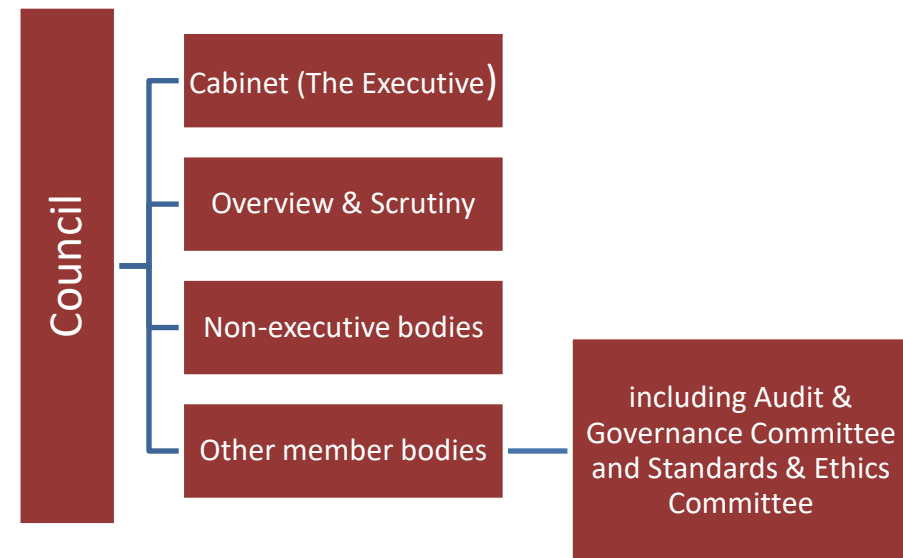 Council
Cabinet (The Executive)
Overview & Scrutiny
Non-executive bodies
Other member bodies
including Audit &
Governance Committee
and Standards & Ethics
Committee